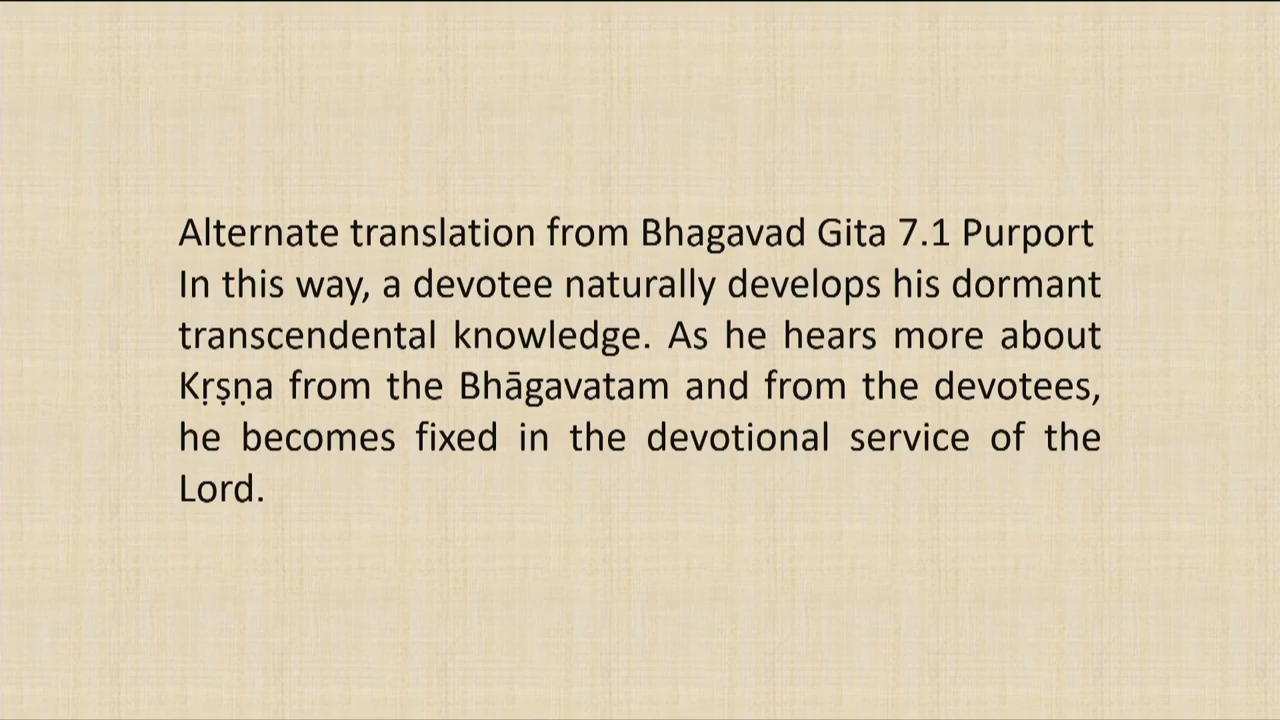 Alternate translation from Bhagavad Gita 7.1 Purport
In this way, a devotee naturally develops his dormant
transcendental knowledge. As he hears more about
Kṛṣṇa from the Bhāgavatam and from the devotees,
he becomes fixed in the devotional service of the
Lord.